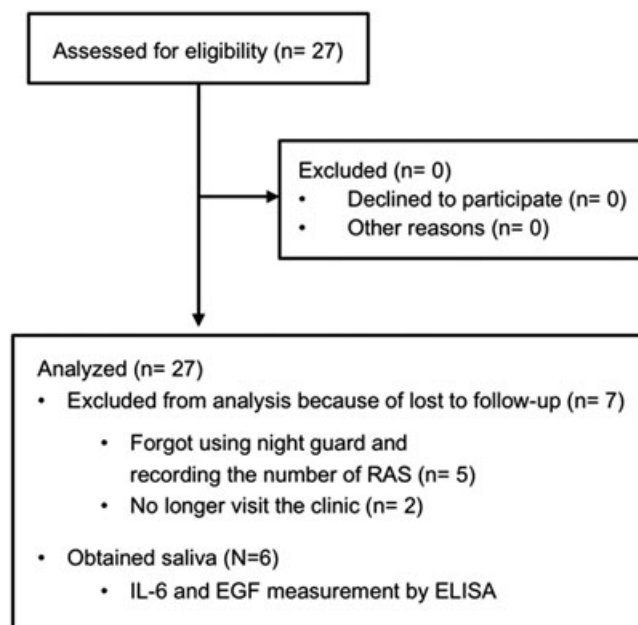 Assessed for eligibility (n= 27)
Excluded (n= 0)
• Declined to participate (n= 0)
• Other reasons (n= 0)
Analyzed (n= 27)
• Excluded from analysis because of lost to follow-up (n= 7)
• Forgot using night guard and
recording the number of RAS (n= 5)
• No longer visit the clinic (n= 2)
• Obtained saliva (N=6)
• IL-6 and EGF measurement by ELISA